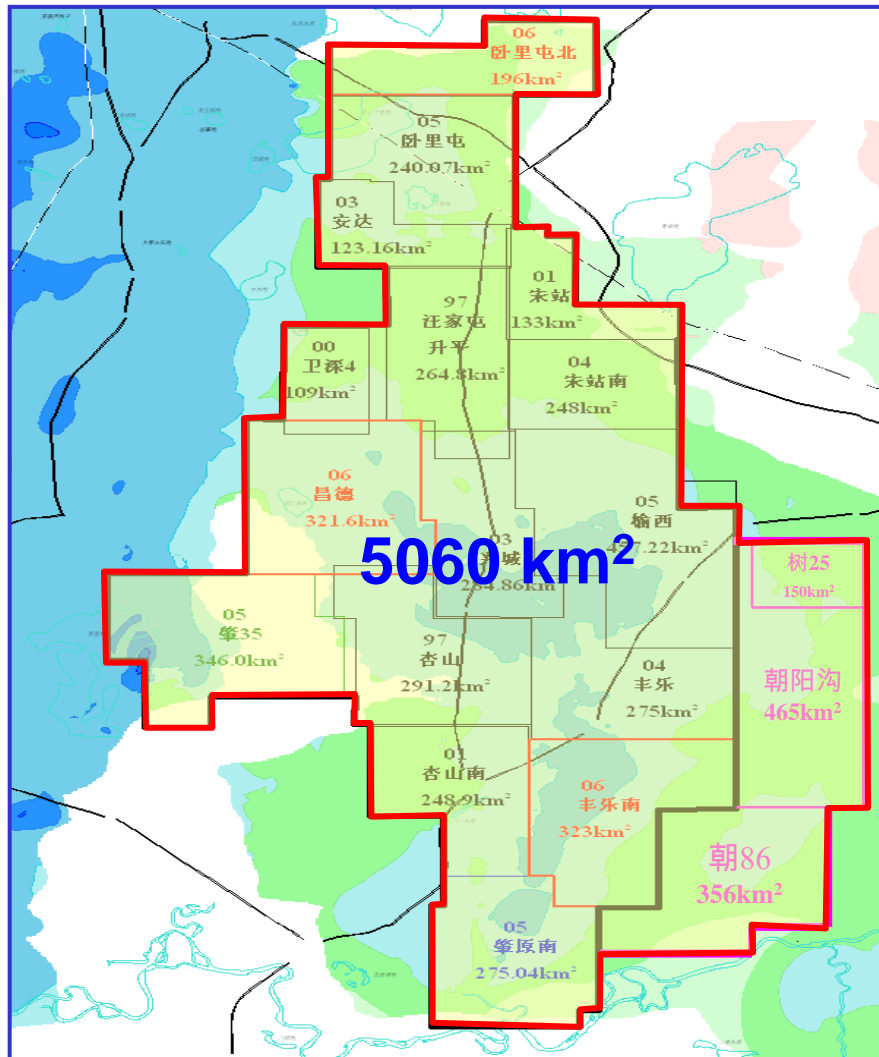 06
卧里屯北
196km²
05
卧里屯
240.07km²
03
安达
123.16km²
01
宋站
133km²
97
汪家屯
升平
264.8km²
00
卫深4
109km²
04
宋站南
248km²
06
昌德
321.6km²
05
榆西
457.22km²
03
兴城
284.86km
5060 km²
树25
150km²
05
肇35
346.0km²
97
杏山
291.2km²
04
丰乐
275km²
朝阳沟
465km²
01
杏山南
248.9km²
06
丰乐南
323km²
朝86
356km²
05
肇原南
275.04km²